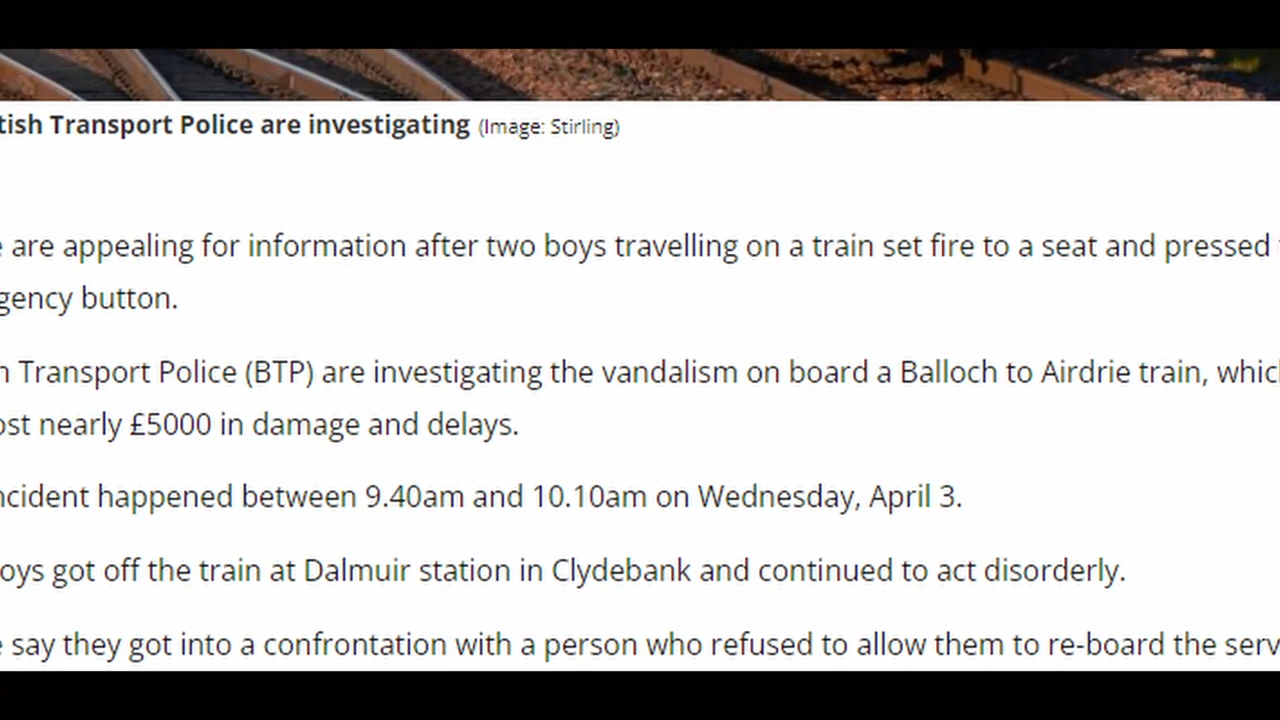 tish Transport Police are investigating (Image: Stirling)
e are appealing for information after two boys travelling on a train set fire to a seat and pressed
gency button.
h Transport Police (BTP) are investigating the vandalism on board a Balloch to Airdrie train, which
ost nearly £5000 in damage and delays.
ncident happened between 9.40am and 10.10am on Wednesday, April 3.
oys got off the train at Dalmuir station in Clydebank and continued to act disorderly.
e say they got into a confrontation with a person who refused to allow them to re-board the serv